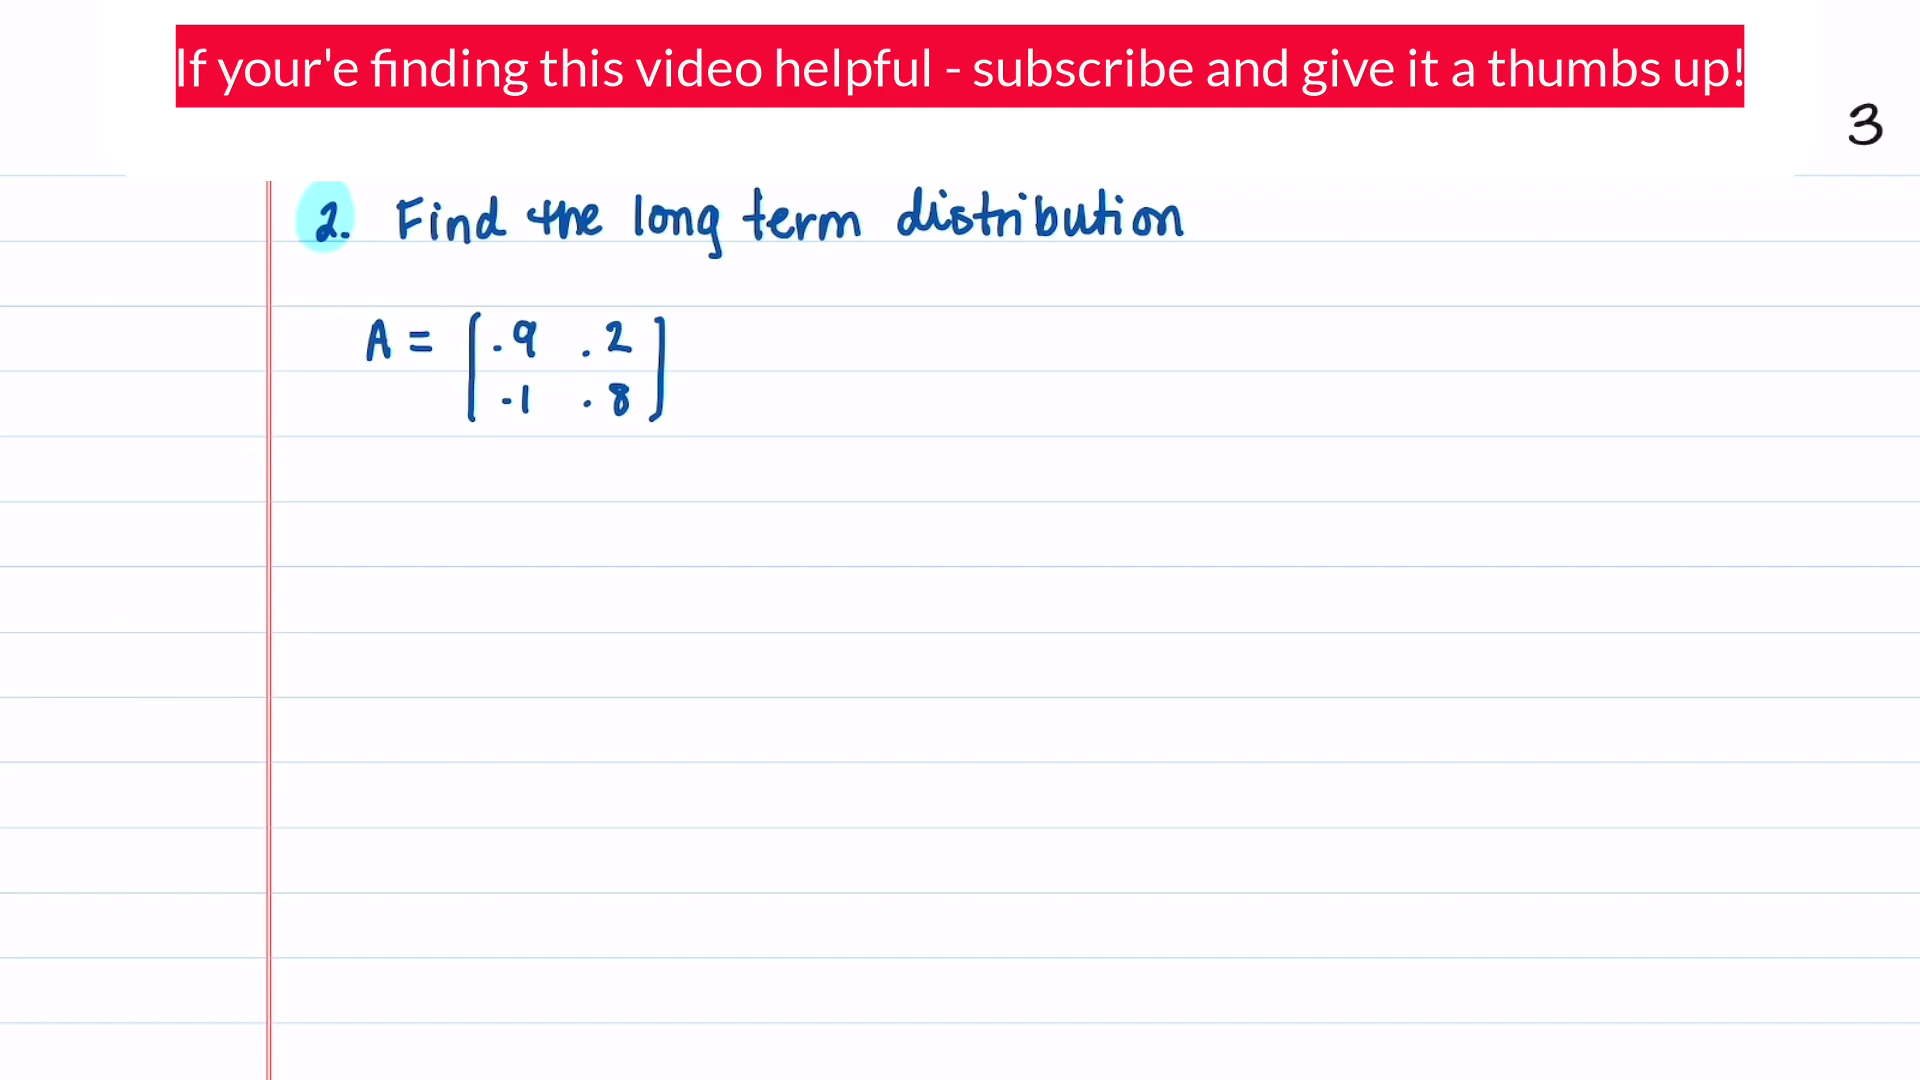 If your'e finding this video helpful - subscribe and give it a thumbs up!
3
2. Find the long term distribution
A = [ .9 .2
.1 .8 ]